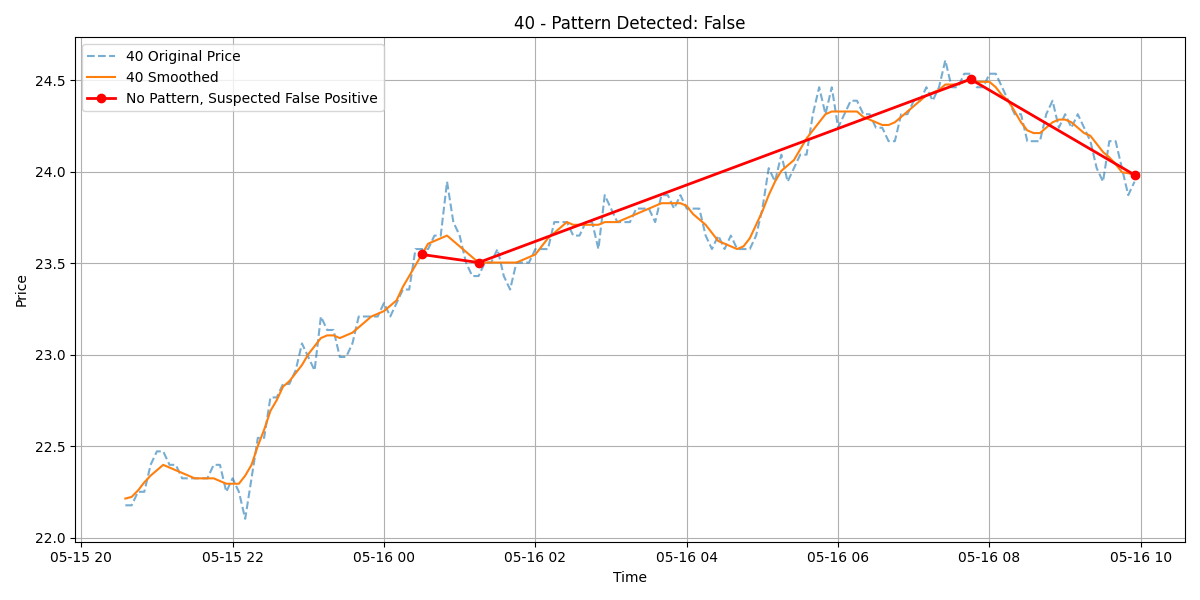 40 - Pattern Detected: False
40 Original Price
40 Smoothed
No Pattern, Suspected False Positive
Price
24.5
24.0
23.5
23.0
22.5
22.0
05-15 20 05-15 22 05-16 00 05-16 02 05-16 04 05-16 06 05-16 08 05-16 10
Time